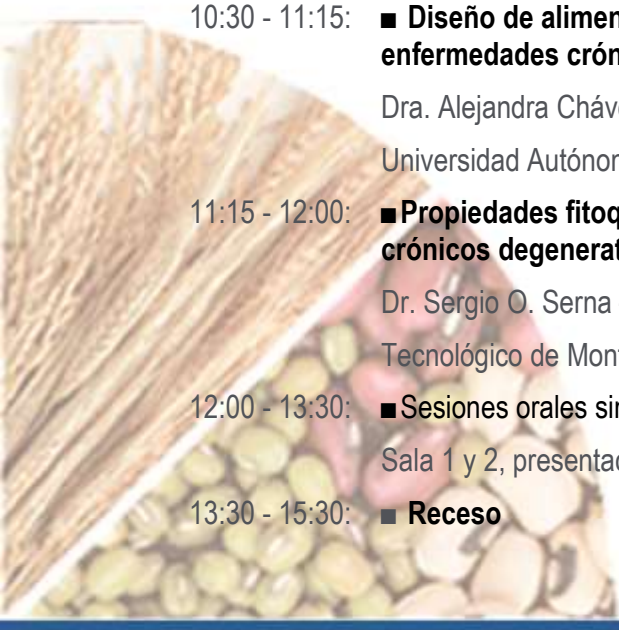 10:30 - 11:15: ■ Diseño de alimen
enfermedades crón
Dra. Alejandra Cháv
Universidad Autónor
11:15 - 12:00: ■Propiedades fitoq
crónicos degenerat
Dr. Sergio O. Serna
Tecnológico de Mon
12:00 - 13:30: ■Sesiones orales sir
Sala 1 y 2, presentac
13:30 - 15:30: ■ Receso